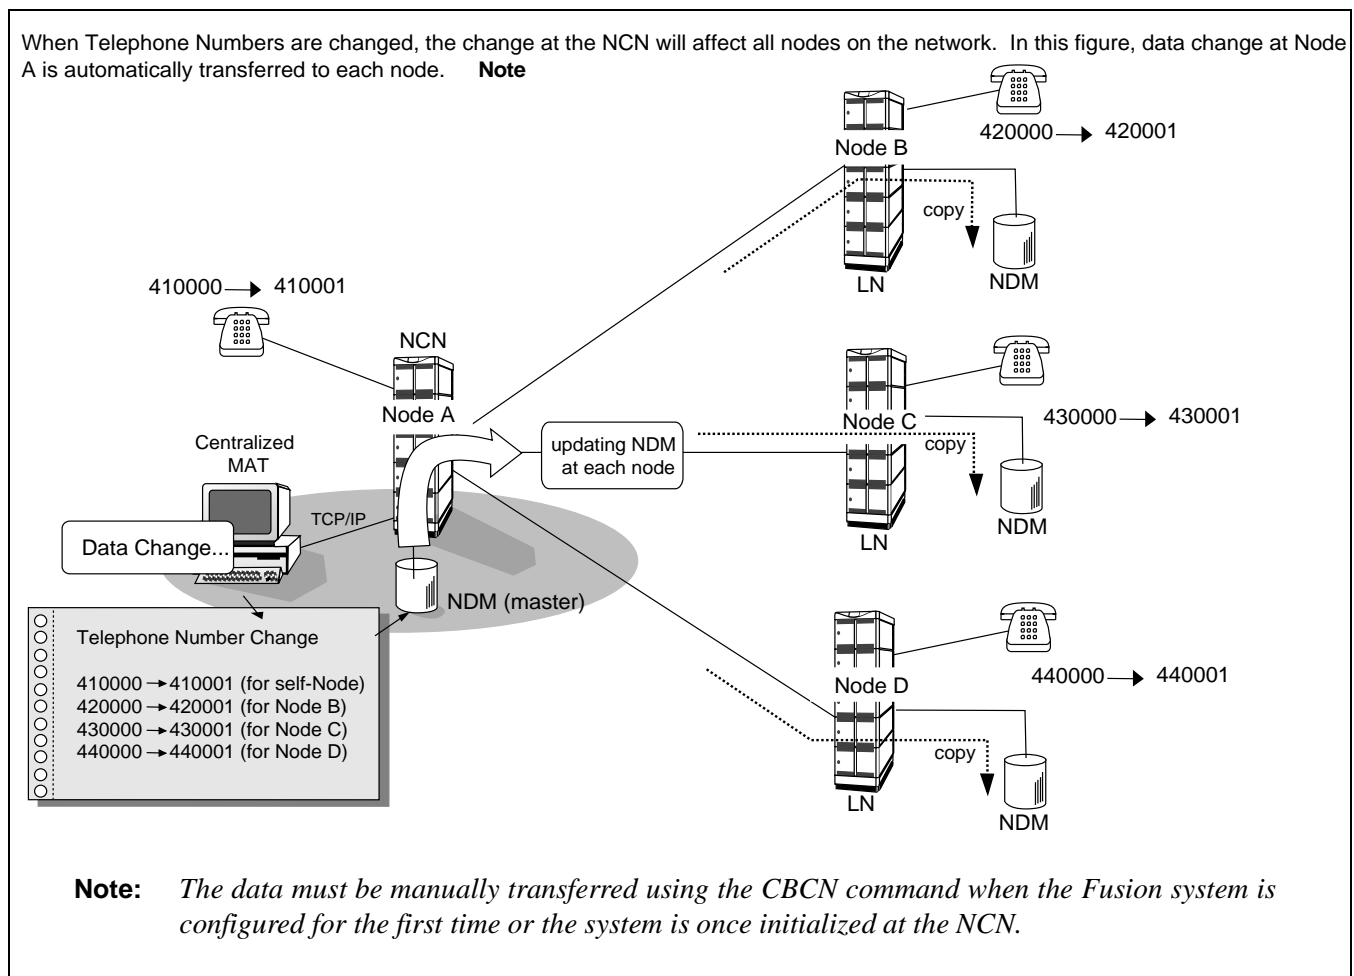 When Telephone Numbers are changed, the change at the NCN will affect all nodes on the network. In this figure, data change at Node
A is automatically transferred to each node. Note
420000 → 420001
Node B
copy
LN
NDM
410000 → 410001
NCN
Node A
Centralized
MAT
TCP/IP
Data Change...
updating NDM
at each node
Node C
430000 → 430001
copy
LN
NDM
NDM (master)
Telephone Number Change
410000 → 410001 (for self-Node)
420000 → 420001 (for Node B)
430000 → 430001 (for Node C)
440000 → 440001 (for Node D)
Node D
440000 → 440001
copy
LN
NDM
Note: The data must be manually transferred using the CBCN command when the Fusion system is
configured for the first time or the system is once initialized at the NCN.